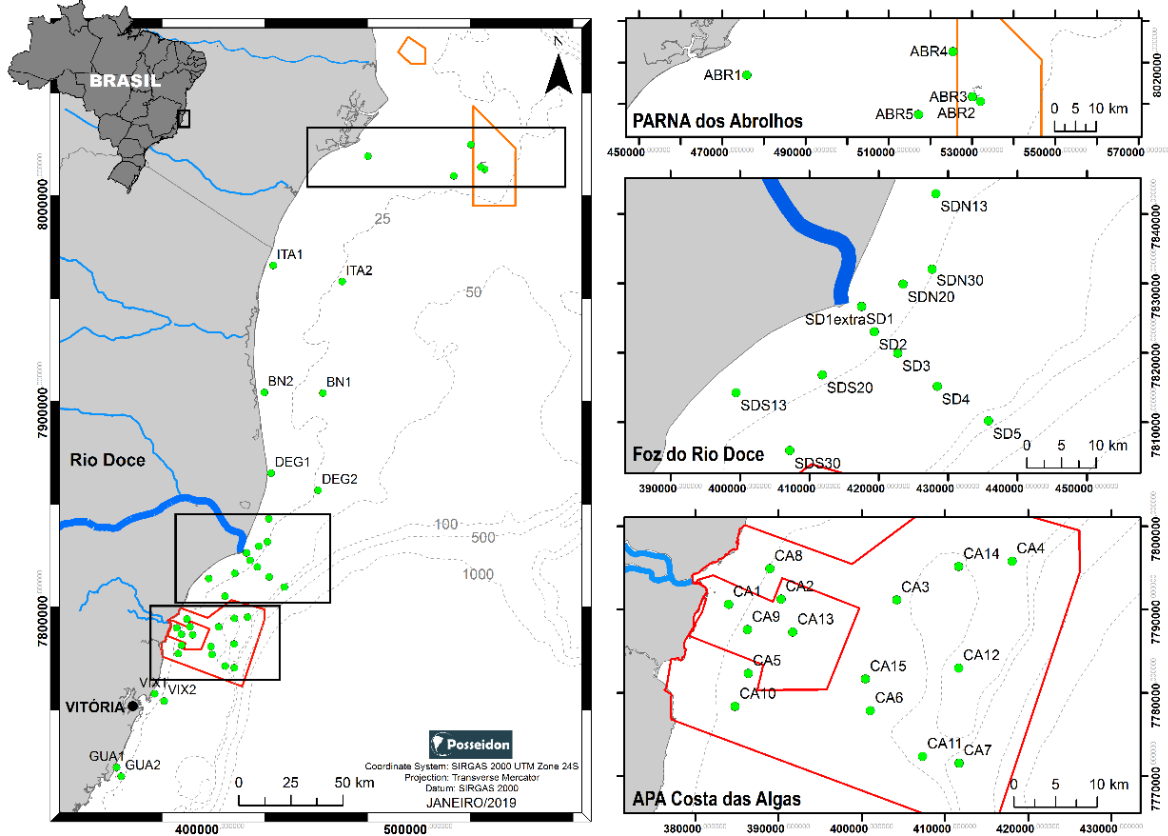 BRASIL
N
25
50
100
500
1000
ITA1
ITA2
BN2
BN1
DEG1
DEG2
Rio Doce
VIX1
VIX2
VITÓRIA
GUA1
GUA2
Posseidon
Coordinate System: SIRGAS 2000 UTM Zone 24S
Projection: Transverse Mercator
Datum: SIRGAS 2000
JANEIRO/2019
0 25 50 km
8000000
7900000
7800000
400000
500000
ABR1
ABR4
ABR3
ABR2
ABR5
0 5 10 km
PARNA dos Abrolhos
8020000
450000 470000 490000 510000 530000 550000 570000
SDN13
SDN30
SDN20
SD1extraSD1
SD2
SD3
SD4
SD5
SDS20
SDS13
SDS30
0 5 10 km
Foz do Rio Doce
7840000
7830000
7820000
7810000
390000 400000 410000 420000 430000 440000 450000
CA8
CA14
CA4
CA1
CA2
CA3
CA9
CA13
CA5
CA12
CA15
CA10
CA6
CA11
CA7
0 5 10 km
APA Costa das Algas
7800000
7790000
7780000
7770000
380000 390000 400000 410000 420000 430000